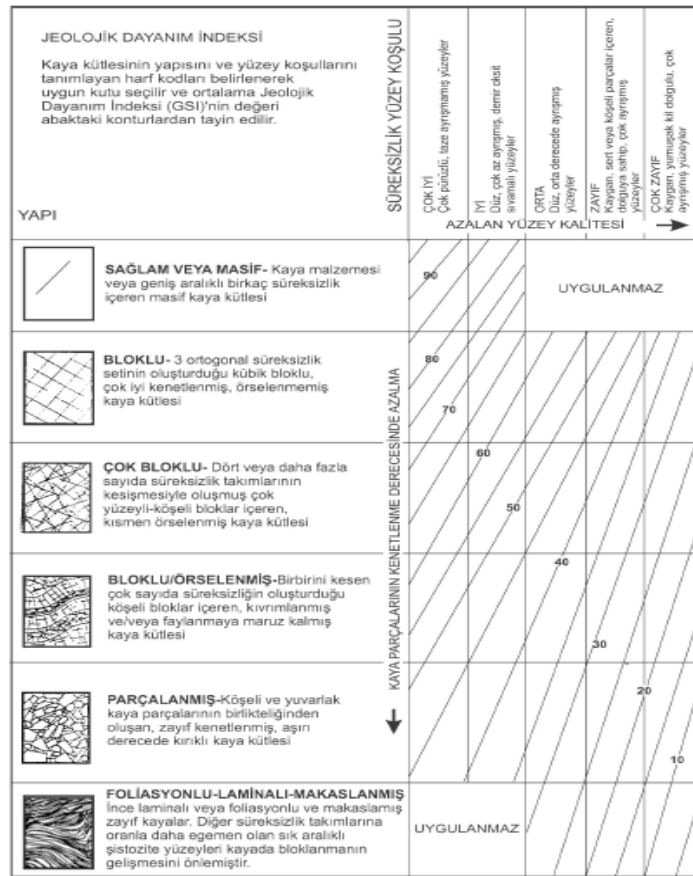 JEOLOJİK DAYANIM İNDEKSİ
Kaya kütlesinin yapısını ve yüzey koşullarını
tanımlayan harf kodları belirlenerek
uygun kutu seçilir ve ortalama Jeolojik
Dayanım İndeksi (GSI)'nin değeri
abaktaki konturlardan tayin edilir.
YAPI
SÜREKSİZLİK YÜZEY KOŞULU
ÇOK İYİ
Çok pürüzlü, taze ayrışmamış yüzeyler
İYİ
Düz, çok az ayrışmış, demir oksit
sıvamalı yüzeyler
ORTA
Düz, orta derecede ayrışmış
yüzeyler
ZAYIF
Kaygan, sert veya köşeli parçalar içeren,
dolguya sahip, çok ayrışmış
yüzeyler
ÇOK ZAYIF
Kaygan, yumuşak kil dolgulu, çok
ayrışmış yüzeyler
AZALAN YÜZEY KALİTESİ
SAĞLAM VEYA MASİF- Kaya malzemesi
veya geniş aralıklı birkaç süreksizlik
içeren masif kaya kütlesi
90
UYGULANMAZ
BLOKLU- 3 ortogonal süreksizlik
setinin oluşturduğu kübik bloklu,
çok iyi kenetlenmiş, örselenmemiş
kaya kütlesi
80
70
KAYA PARÇALARININ KENETLENME DERECESİNDE AZALMA
ÇOK BLOKLU- Dört veya daha fazla
sayıda süreksizlik takımlarının
kesişmesiyle oluşmuş çok
yüzeyli-köşeli bloklar içeren,
kısmen örselenmiş kaya kütlesi
60
50
BLOKLU/ÖRSELENMİŞ-Birbirini kesen
çok sayıda süreksizliğin oluşturduğu
köşeli bloklar içeren, kıvrımlanmış
ve/veya faylanmaya maruz kalmış
kaya kütlesi
40
30
PARÇALANMIŞ-Köşeli ve yuvarlak
kaya parçalarının birlikteliğinden
oluşan, zayıf kenetlenmiş, aşırı
derecede kırıklı kaya kütlesi
20
10
FOLİASYONLU-LAMİNALI-MAKASLANMIŞ
İnce laminalı veya foliasyonlu ve makaslamış
zayıf kayalar. Diğer süreksizlik takımlarına
oranla daha egemen olan sık aralıklı
şistozite yüzeyleri kayada bloklanmanın
gelişmesini önlemiştir.
UYGULANMAZ